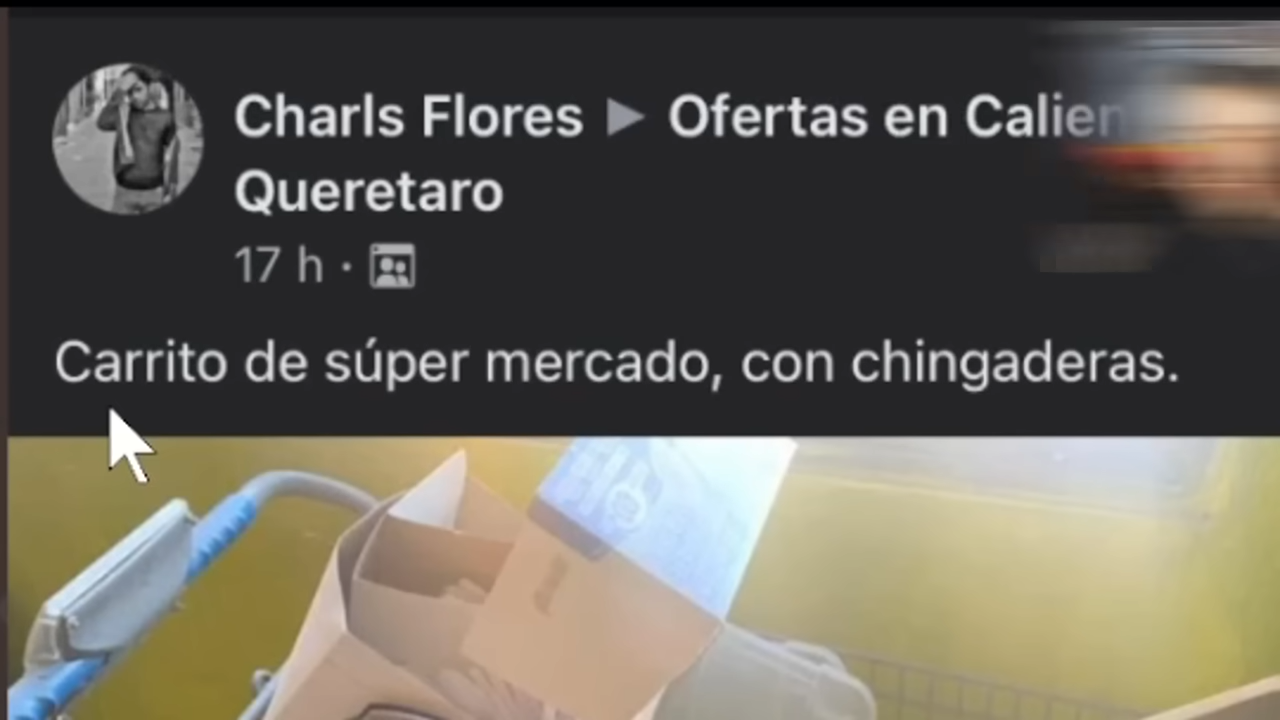 Charls Flores ▶ Ofertas en Calien
Queretaro
17 h ·
Carrito de súper mercado, con chingaderas.